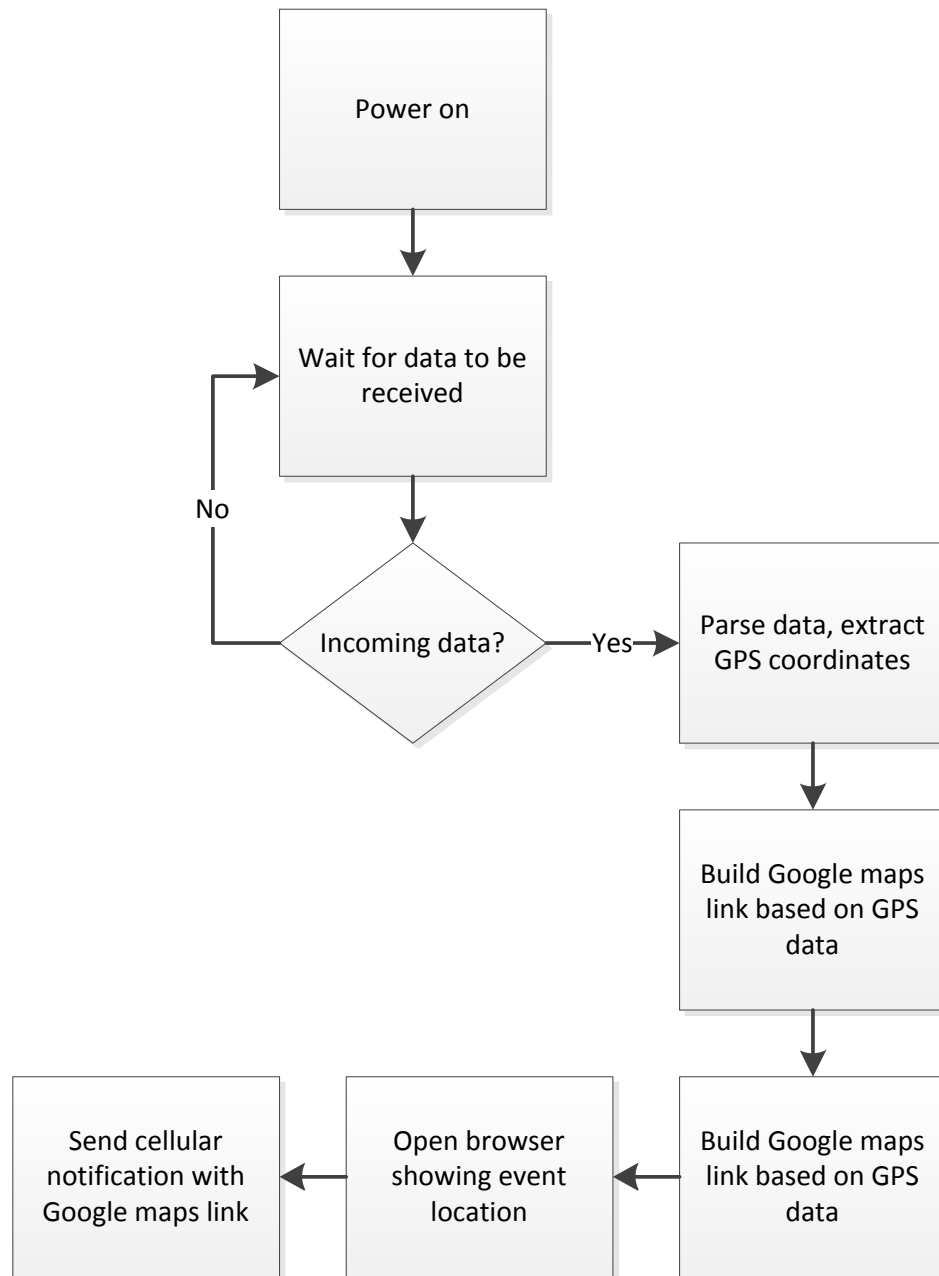 Power on
Wait for data to be
received
No
Incoming data?
Yes
Parse data, extract
GPS coordinates
Build Google maps
link based on GPS
data
Send cellular
notification with
Google maps link
Open browser
showing event
location
Build Google maps
link based on GPS
data